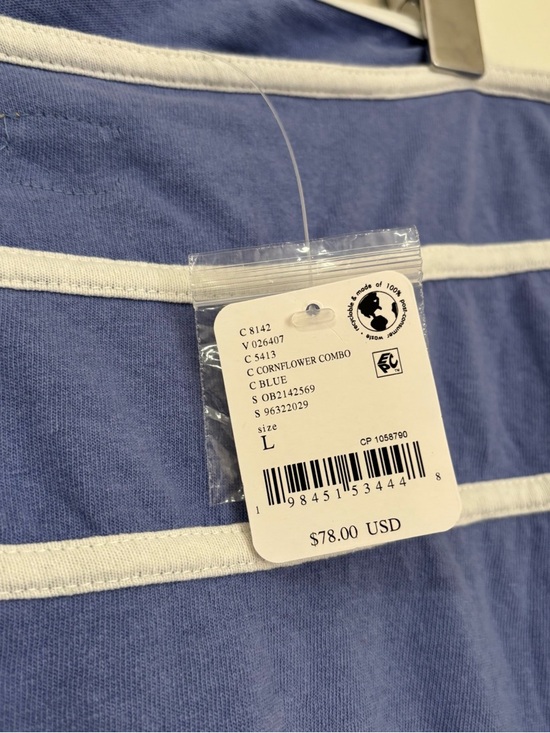 recyclable & made of 100% post-consumer waste •
C 8142
V 026407
C 5413
C CORNFLOWER COMBO
C BLUE
S OB2142569
S 96322029
size
L
CP 1058790
1 98451 53444 8
$78.00 USD